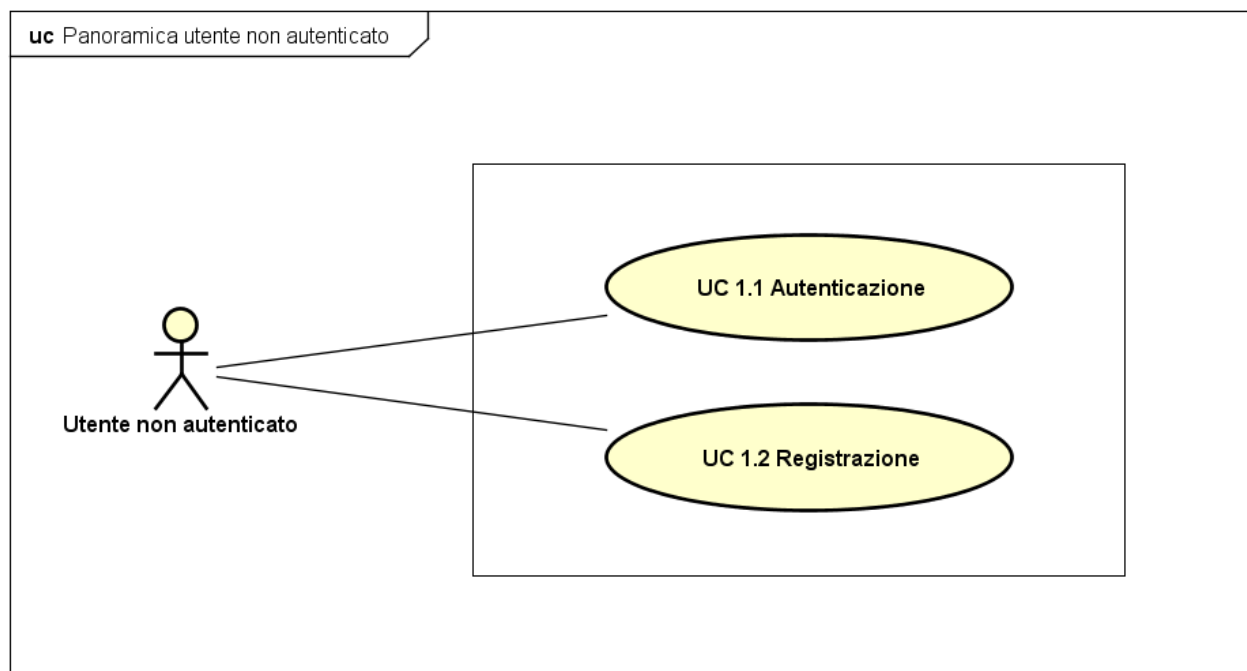 uc Panoramica utente non autenticato
UC 1.1 Autenticazione
Utente non autenticato
UC 1.2 Registrazione